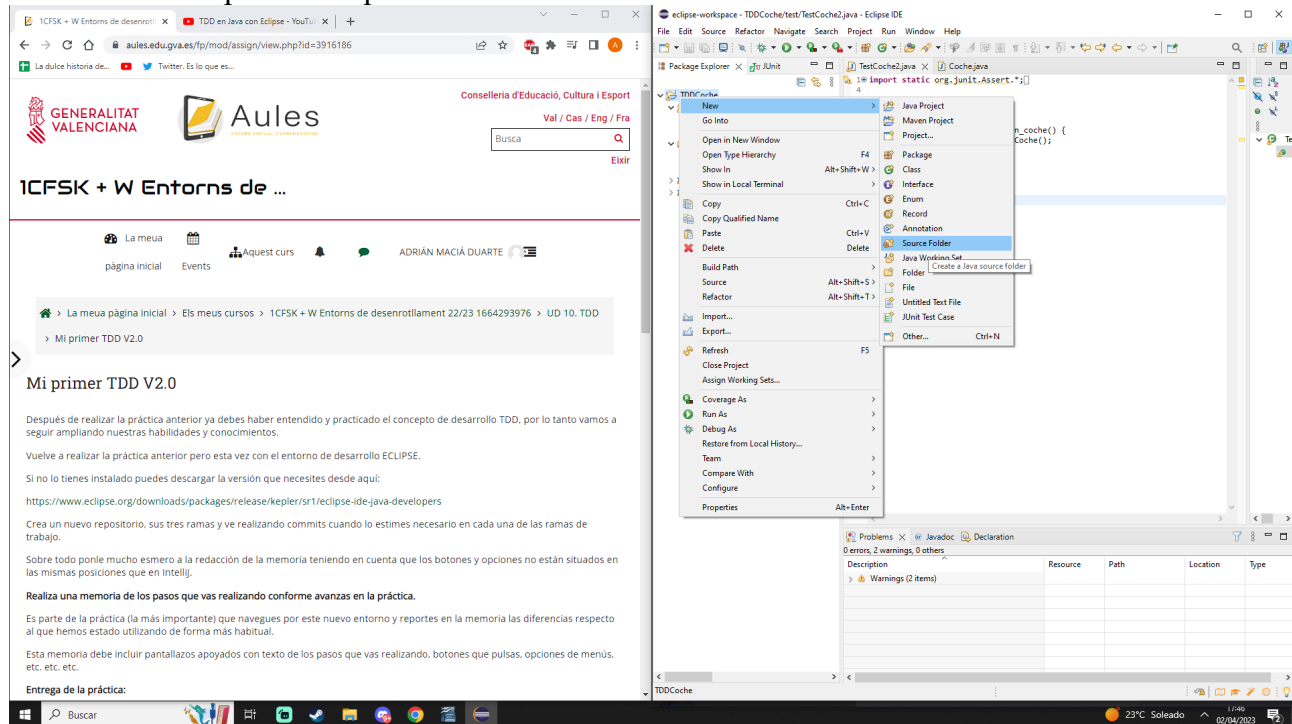 1CFSK + W Entorns de desenrotll
TDD en Java con Eclipse - YouTu
aules.edu.gva.es/fp/mod/assign/view.php?id=3916186
La dulce historia de...
Twitter. Es lo que es...
GENERALITAT
VALENCIANA
Aules
Conselleria d'Educació, Cultura i Esport
Val / Cas / Eng / Fra
Busca
Eixir
1CFSK + W Entorns de ...
La meua
pàgina inicial
Events
Aquest curs
ADRIÁN MACIÁ DUARTE
> La meua pàgina inicial > Els meus cursos > 1CFSK + W Entorns de desenrotllament 22/23 1664293976 > UD 10. TDD
> Mi primer TDD V2.0
Mi primer TDD V2.0
Después de realizar la práctica anterior ya debes haber entendido y practicado el concepto de desarrollo TDD, por lo tanto vamos a
seguir ampliando nuestras habilidades y conocimientos.
Vuelve a realizar la práctica anterior pero esta vez con el entorno de desarrollo ECLIPSE.
Si no lo tienes instalado puedes descargar la versión que necesites desde aquí:
https://www.eclipse.org/downloads/packages/release/kepler/sr1/eclipse-ide-java-developers
Crea un nuevo repositorio, sus tres ramas y ve realizando commits cuando lo estimes necesario en cada una de las ramas de
trabajo.
Sobre todo ponle mucho esmero a la redacción de la memoria teniendo en cuenta que los botones y opciones no están situados en
las mismas posiciones que en IntelliJ.
Realiza una memoria de los pasos que vas realizando conforme avanzas en la práctica.
Es parte de la práctica (la más importante) que navegues por este nuevo entorno y reportes en la memoria las diferencias respecto
al que hemos estado utilizando de forma más habitual.
Esta memoria debe incluir pantallazos apoyados con texto de los pasos que vas realizando, botones que pulsas, opciones de menús,
etc. etc. etc.
Entrega de la práctica:
eclipse-workspace - TDDCoche/test/TestCoche2.java - Eclipse IDE
File Edit Source Refactor Navigate Search Project Run Window Help
Package Explorer
JUnit
TestCoche2.java
Coche.java
TDDCoche
1 import static org.junit.Assert.*;
4
n_coche() {
Coche();
New
Go Into
Open in New Window
Open Type Hierarchy F4
Show In Alt+Shift+W >
Show in Local Terminal >
Copy Ctrl+C
Copy Qualified Name
Paste Ctrl+V
Delete Delete
Build Path >
Source Alt+Shift+S >
Refactor Alt+Shift+T >
Import...
Export...
Refresh F5
Close Project
Assign Working Sets...
Coverage As >
Run As >
Debug As >
Restore from Local History...
Team >
Compare With >
Configure >
Properties Alt+Enter
Java Project
Maven Project
Project...
Package
Class
Interface
Enum
Record
Annotation
Source Folder
Java Working Set
Folder
Create a Java source folder
File
Untitled Text File
JUnit Test Case
Other... Ctrl+N
Te
Problems
Javadoc
Declaration
0 errors, 2 warnings, 0 others
Description Resource Path Location Type
Warnings (2 items)
TDDCoche
Buscar
23°C Soleado
17:46
02/04/2023